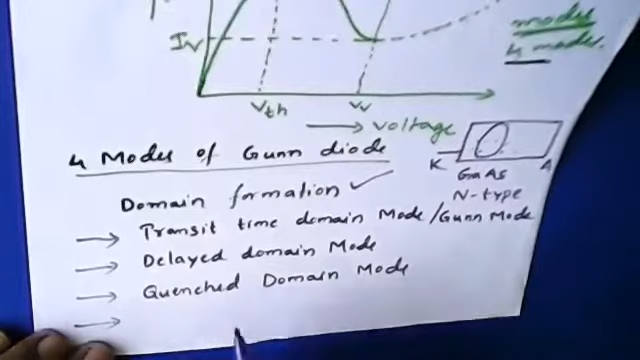 modes
4 modes.
Iv
Vth
Vv
voltage
4 Modes of Gunn diode
K
A
GaAs
N-type
Domain formation
Transit time domain Mode/Gunn Mode
Delayed domain Mode
Quenched Domain Mode